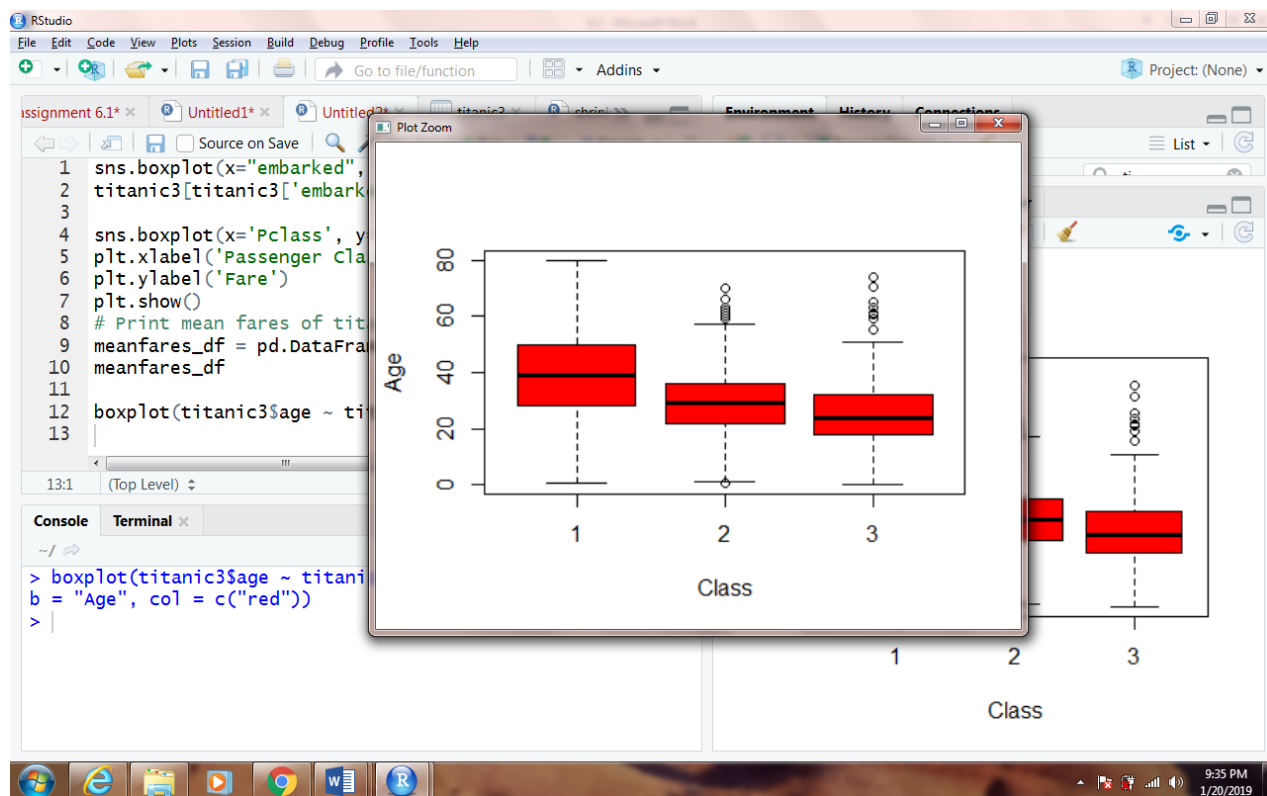 RStudio
File Edit Code View Plots Session Build Debug Profile Tools Help
Go to file/function Addins Project: (None)
assignment 6.1* Untitled1* Untitled2* titanic3
Environment History Connections
Source on Save
List
1 sns.boxplot(x="embarked",
2 titanic3[titanic3['embark
3
4 sns.boxplot(x='Pclass', y
5 plt.xlabel('Passenger Cla
6 plt.ylabel('Fare')
7 plt.show()
8 # Print mean fares of tit
9 meanfares_df = pd.DataFra
10 meanfares_df
11
12 boxplot(titanic3$age ~ ti
13
13:1 (Top Level)
Console Terminal
~/
> boxplot(titanic3$age ~ titani
b = "Age", col = c("red"))
>
Plot Zoom
80
60
40
20
0
Age
1 2 3
Class
1 2 3
Class
9:35 PM
1/20/2019